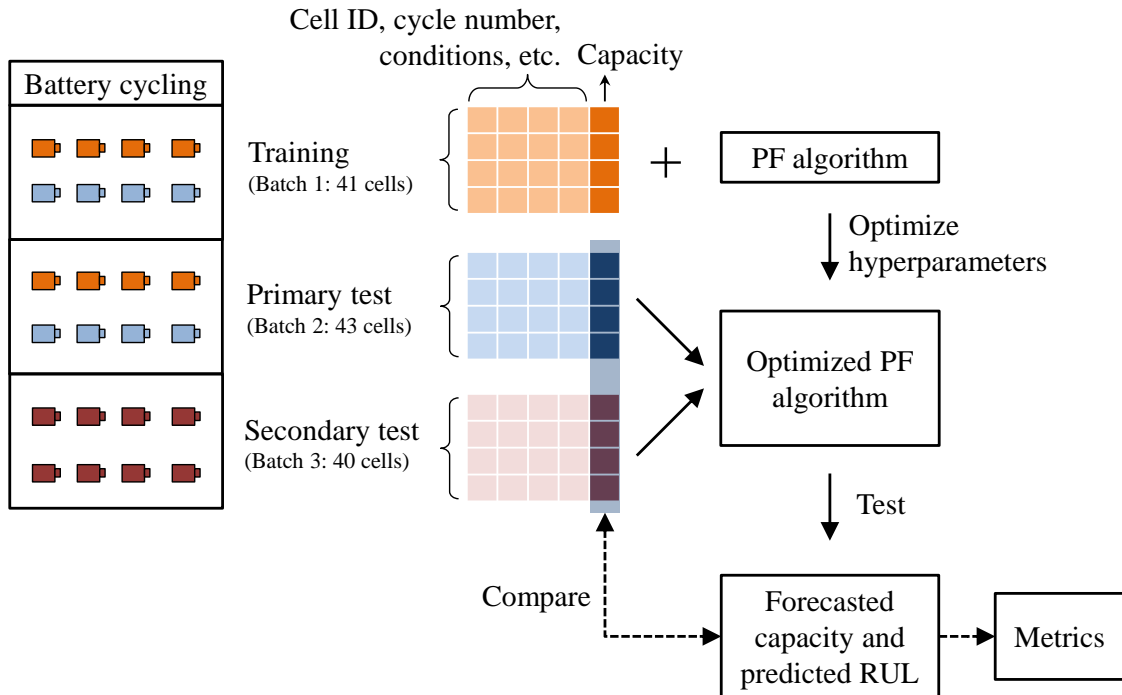 Cell ID, cycle number,
conditions, etc.
Capacity
Battery cycling
Training
(Batch 1: 41 cells)
+
PF algorithm
Optimize
hyperparameters
Primary test
(Batch 2: 43 cells)
Optimized PF
algorithm
Secondary test
(Batch 3: 40 cells)
Test
Compare
Forecasted
capacity and
predicted RUL
Metrics